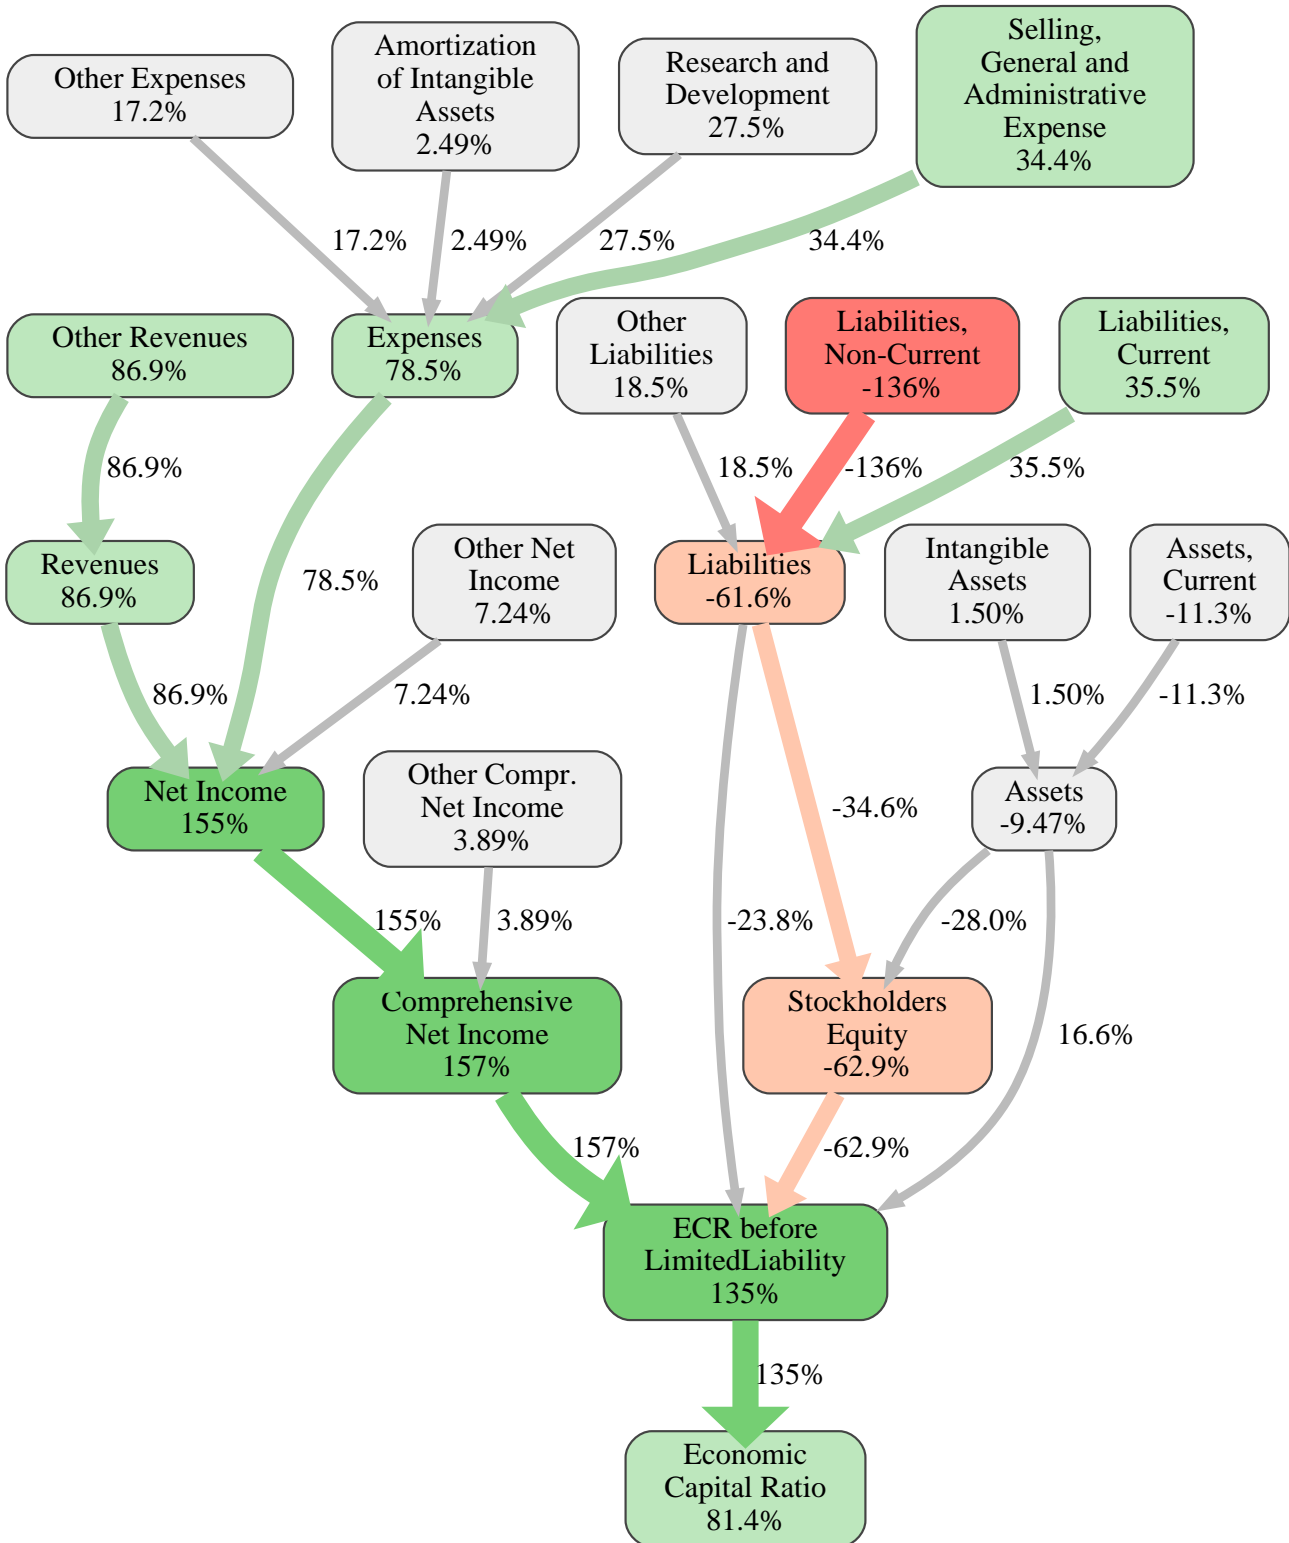 Other Expenses
17.2%
Amortization
of Intangible
Assets
2.49%
Research and
Development
27.5%
Selling,
General and
Administrative
Expense
34.4%
17.2%
2.49%
27.5%
34.4%
Other Revenues
86.9%
Expenses
78.5%
Other
Liabilities
18.5%
Liabilities,
Non-Current
-136%
Liabilities,
Current
35.5%
86.9%
18.5%
-136%
35.5%
Revenues
86.9%
78.5%
Other Net
Income
7.24%
Liabilities
-61.6%
Intangible
Assets
1.50%
Assets,
Current
-11.3%
86.9%
7.24%
1.50%
-11.3%
Net Income
155%
Other Compr.
Net Income
3.89%
-34.6%
Assets
-9.47%
155%
3.89%
-23.8%
-28.0%
Comprehensive
Net Income
157%
Stockholders
Equity
-62.9%
16.6%
157%
-62.9%
ECR before
LimitedLiability
135%
135%
Economic
Capital Ratio
81.4%